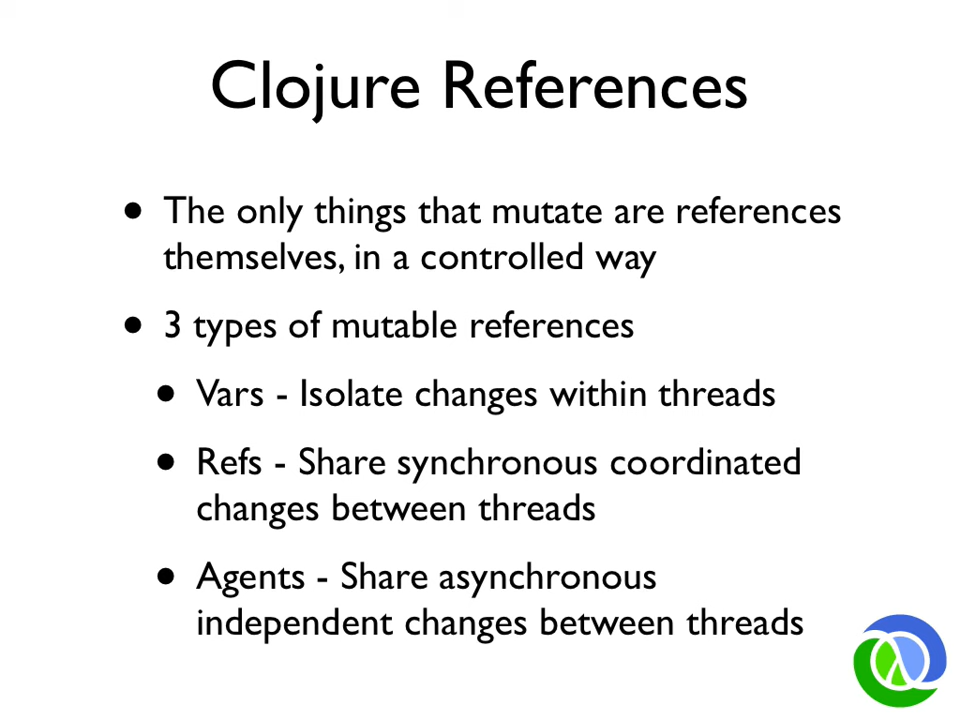 Clojure References
• The only things that mutate are references
themselves, in a controlled way
• 3 types of mutable references
• Vars - Isolate changes within threads
• Refs - Share synchronous coordinated
changes between threads
• Agents - Share asynchronous
independent changes between threads